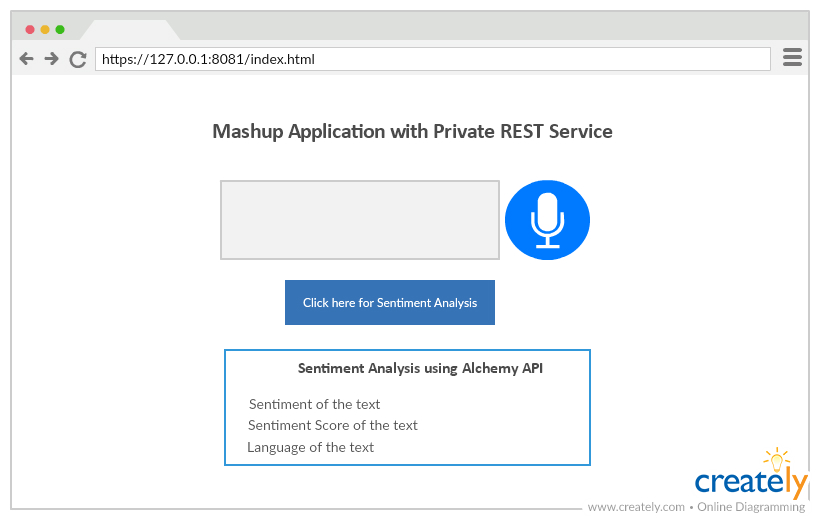 https://127.0.0.1:8081/index.html
Mashup Application with Private REST Service
Click here for Sentiment Analysis
Sentiment Analysis using Alchemy API
Sentiment of the text
Sentiment Score of the text
Language of the text
creately
www.creately.com • Online Diagramming